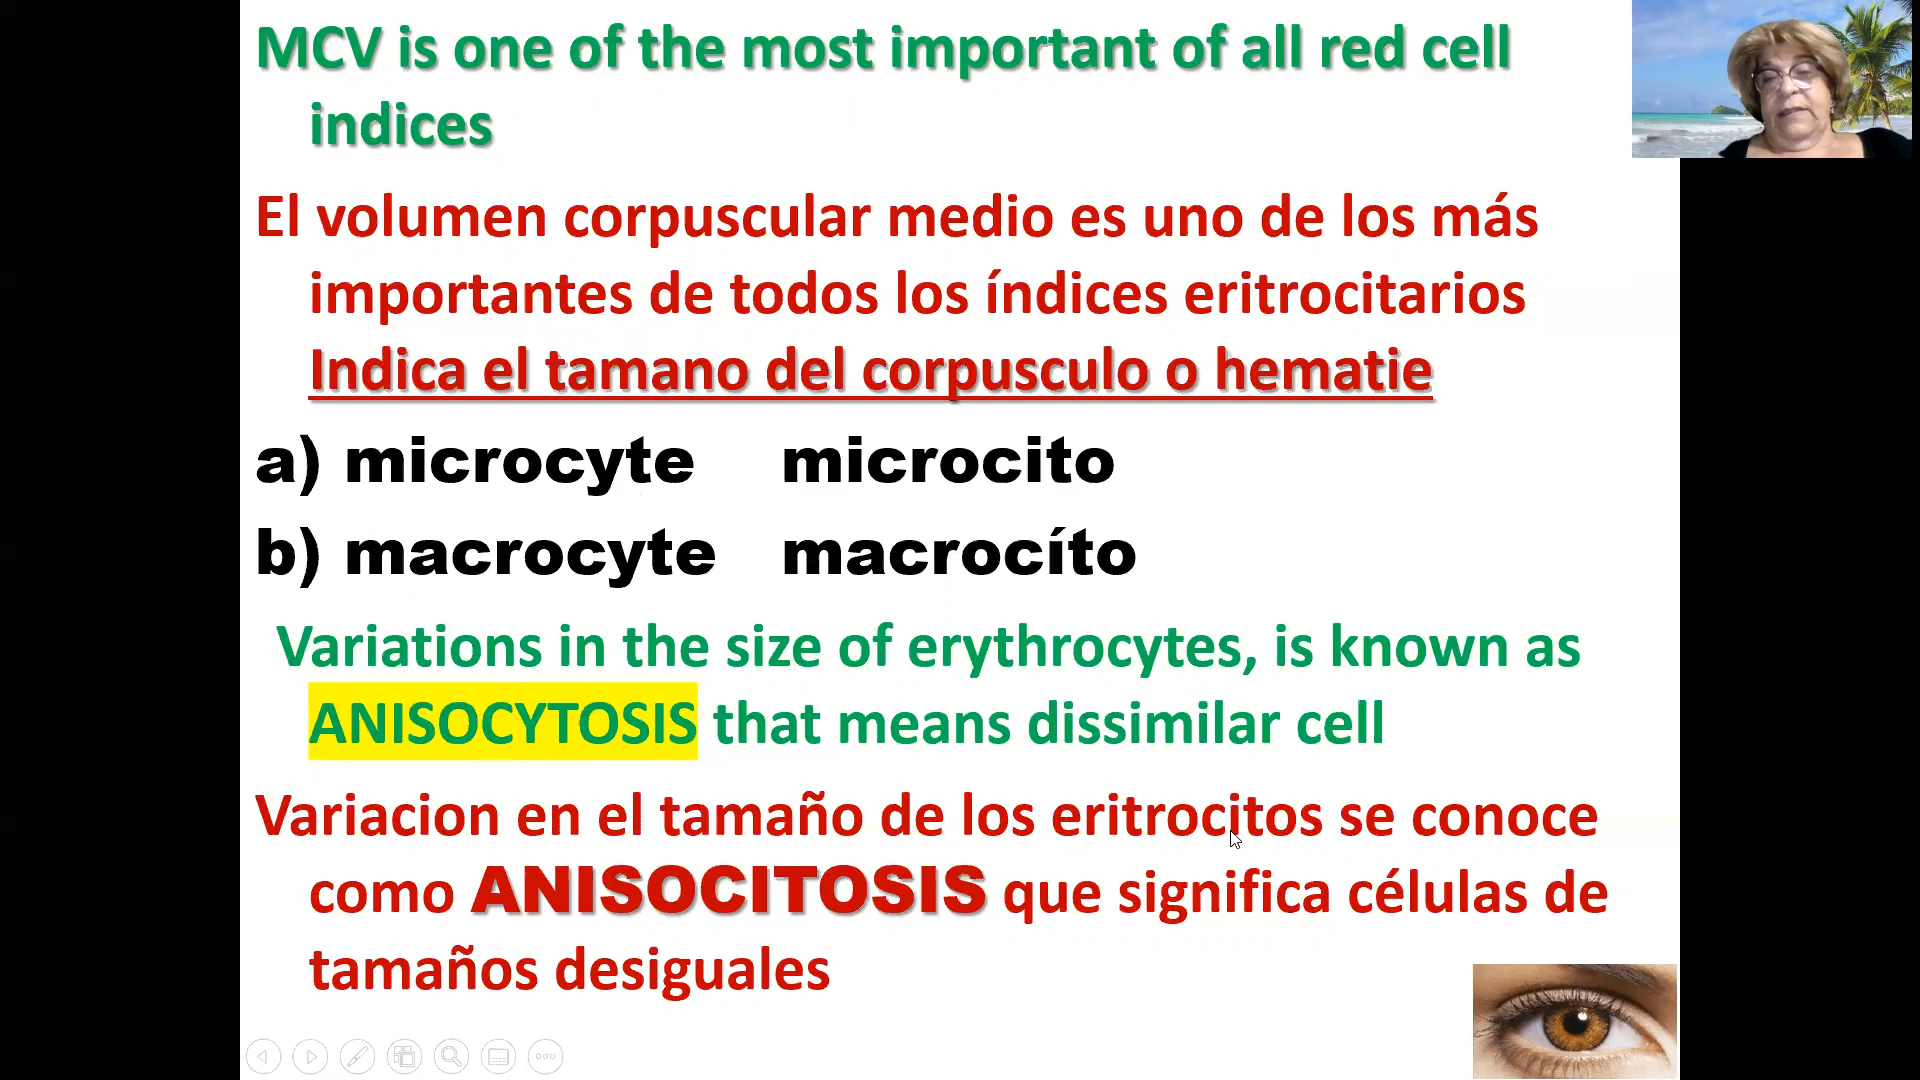 MCV is one of the most important of all red cell
indices
El volumen corpuscular medio es uno de los más
importantes de todos los índices eritrocitarios
Indica el tamano del corpusculo o hematie
a) microcyte microcito
b) macrocyte macrocíto
Variations in the size of erythrocytes, is known as
ANISOCYTOSIS that means dissimilar cell
Variacion en el tamaño de los eritrocitos se conoce
como ANISOCITOSIS que significa células de
tamaños desiguales